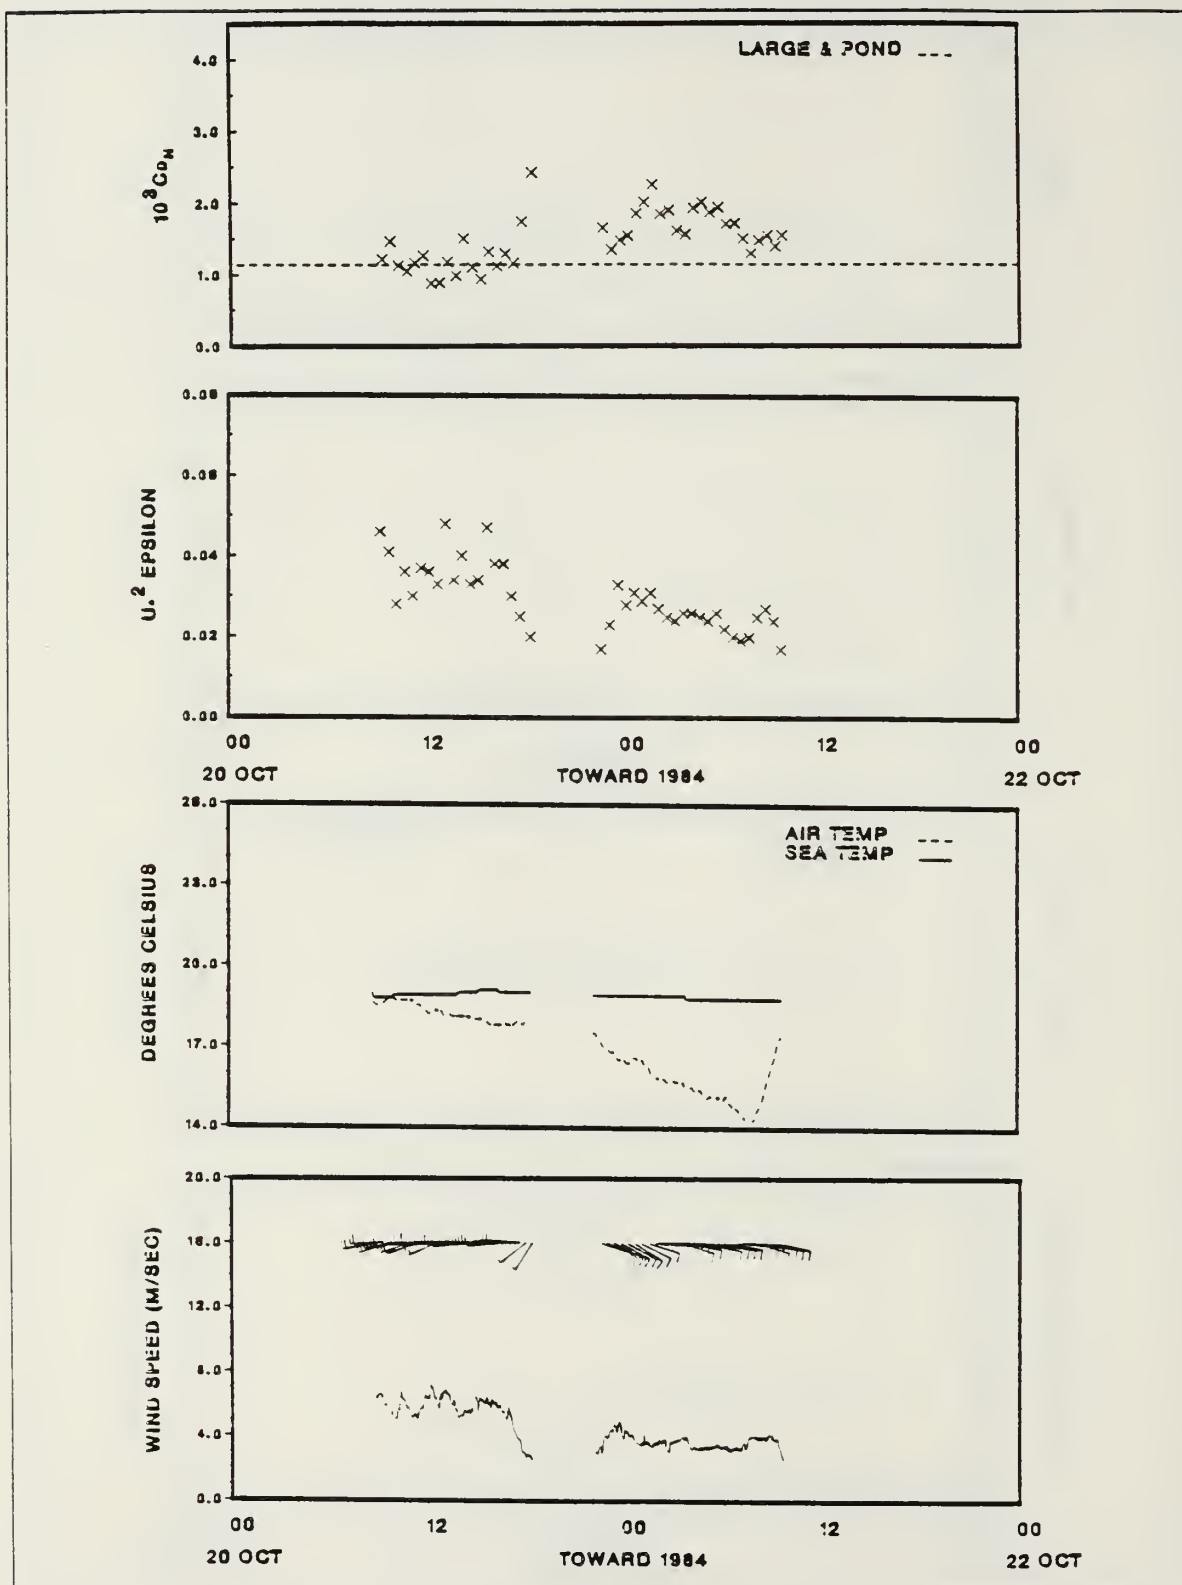 LARGE & POND
4.0
3.0
2.0
1.0
0.0
10³CDN
0.08
0.06
0.04
0.02
0.00
U.² EPSILON
00 12 00 12 00
20 OCT TOWARD 1984 22 OCT
AIR TEMP
SEA TEMP
26.0
23.0
20.0
17.0
14.0
DEGREES CELSIUS
20.0
16.0
12.0
8.0
4.0
0.0
WIND SPEED (M/SEC)
00 12 00 12 00
20 OCT TOWARD 1984 22 OCT